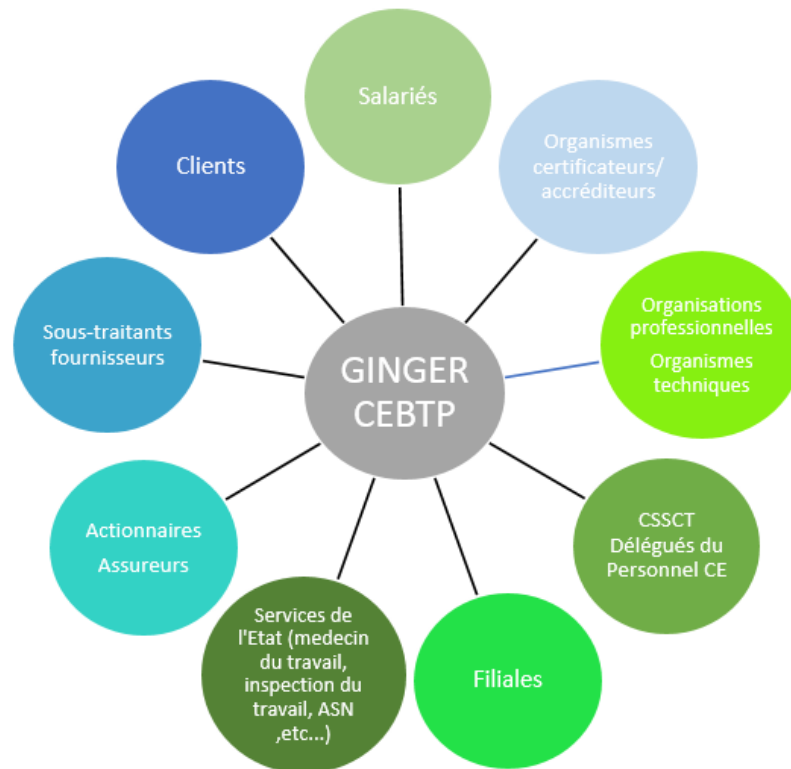 Salariés
Organismes
certificateurs/
accréditeurs
Organisations
professionnelles
Organismes
techniques
CSSCT
Délégués du
Personnel CE
Filiales
Services de
l'Etat (medecin
du travail,
inspection du
travail, ASN
,etc...)
Actionnaires
Assureurs
Sous-traitants
fournisseurs
Clients
GINGER
CEBTP